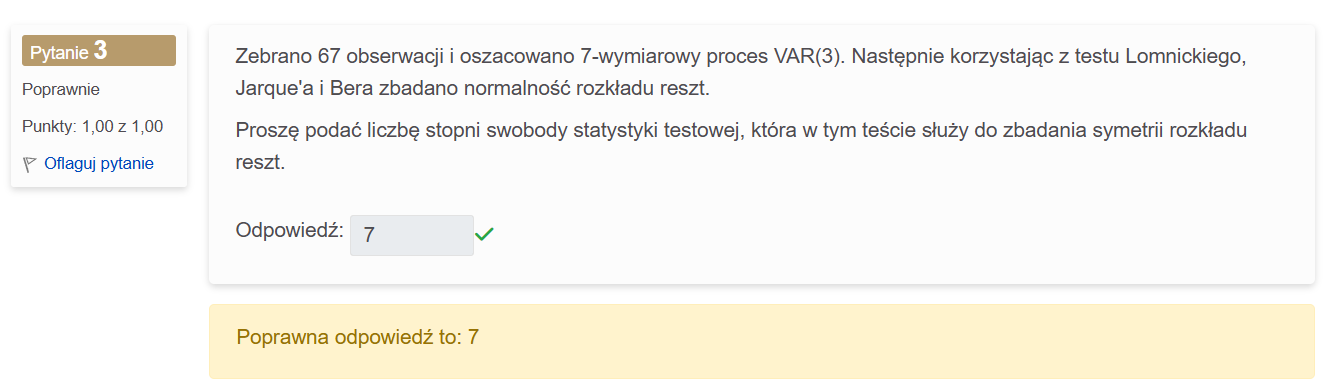 Pytanie 3
Poprawnie
Punkty: 1,00 z 1,00
Oflaguj pytanie
Zebrano 67 obserwacji i oszacowano 7-wymiarowy proces VAR(3). Następnie korzystając z testu Lomnickiego,
Jarque'a i Bera zbadano normalność rozkładu reszt.
Proszę podać liczbę stopni swobody statystyki testowej, która w tym teście służy do zbadania symetrii rozkładu
reszt.
Odpowiedź: 7
Poprawna odpowiedź to: 7